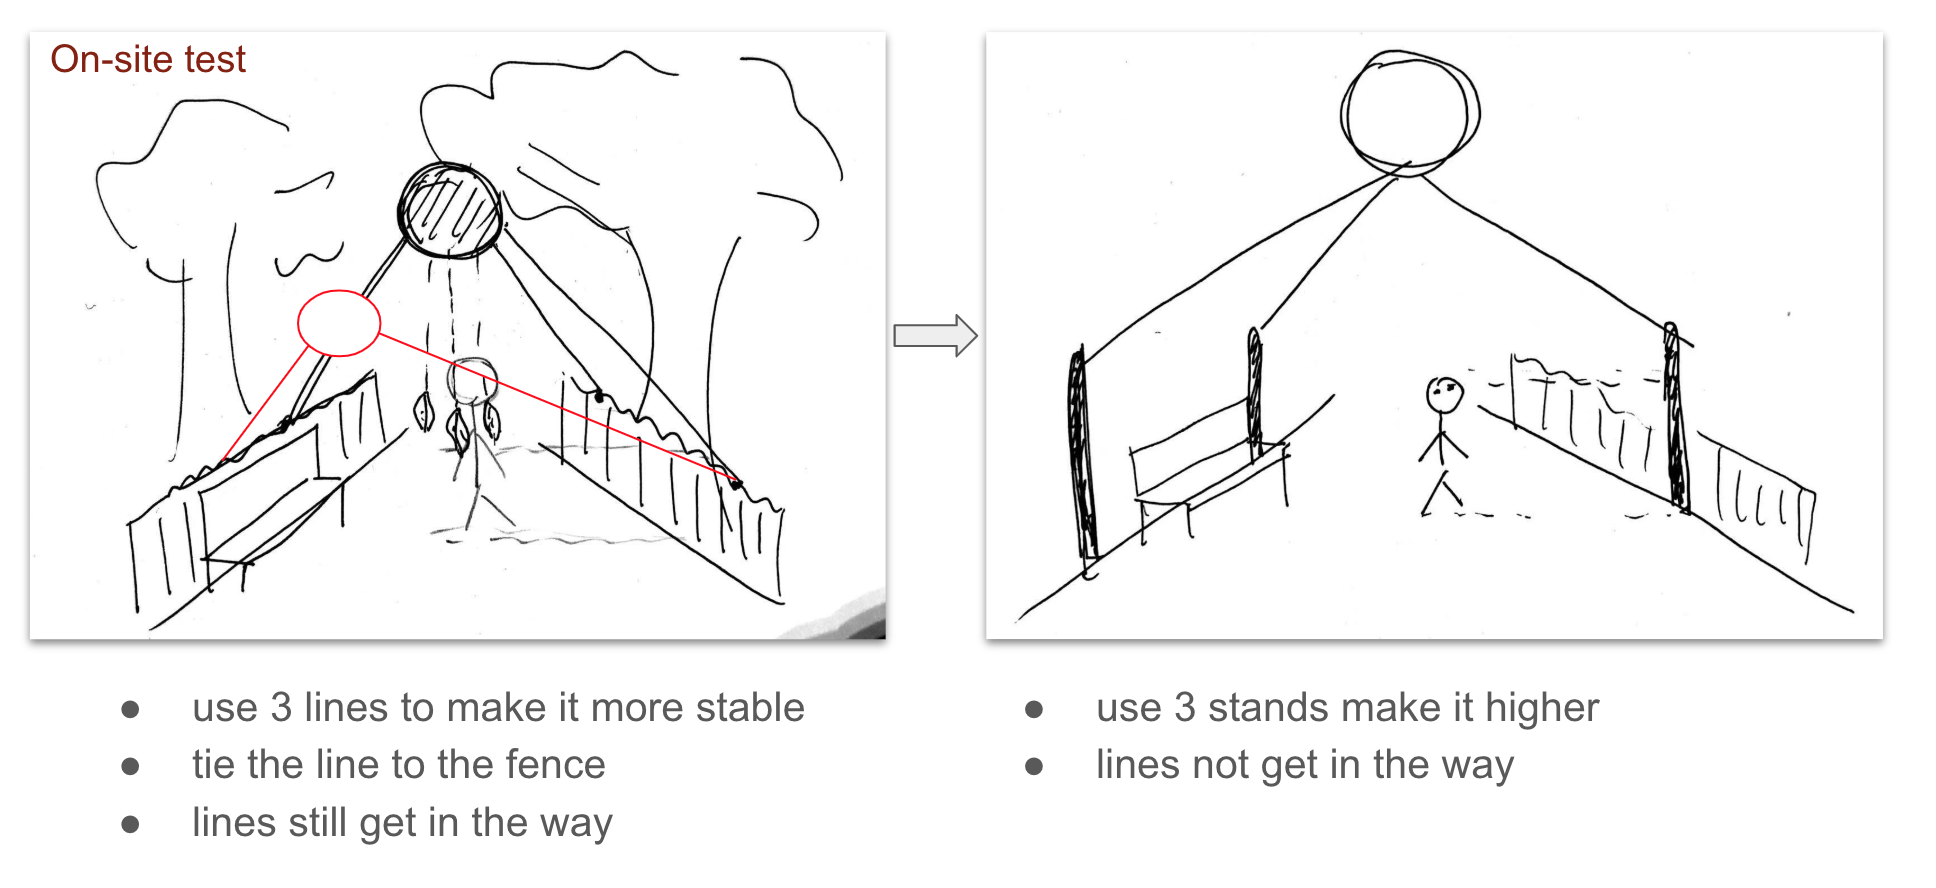 On-site test
● use 3 lines to make it more stable
● tie the line to the fence
● lines still get in the way
● use 3 stands make it higher
● lines not get in the way